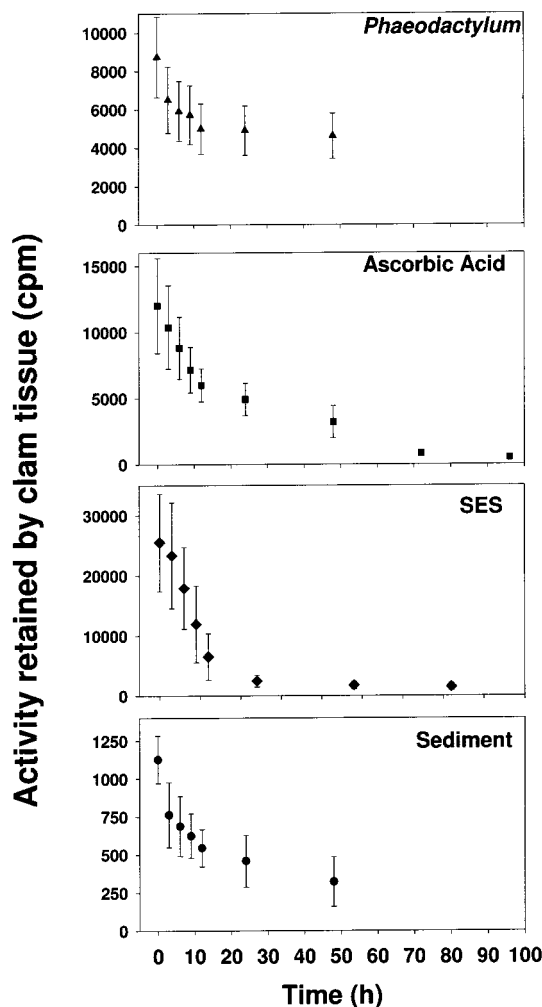 Activity retained by clam tissue (cpm)
Phaeodactylum
10000
8000
6000
4000
2000
0
Ascorbic Acid
15000
10000
5000
0
SES
30000
20000
10000
0
Sediment
1250
1000
750
500
250
0
0 10 20 30 40 50 60 70 80 90 100
Time (h)